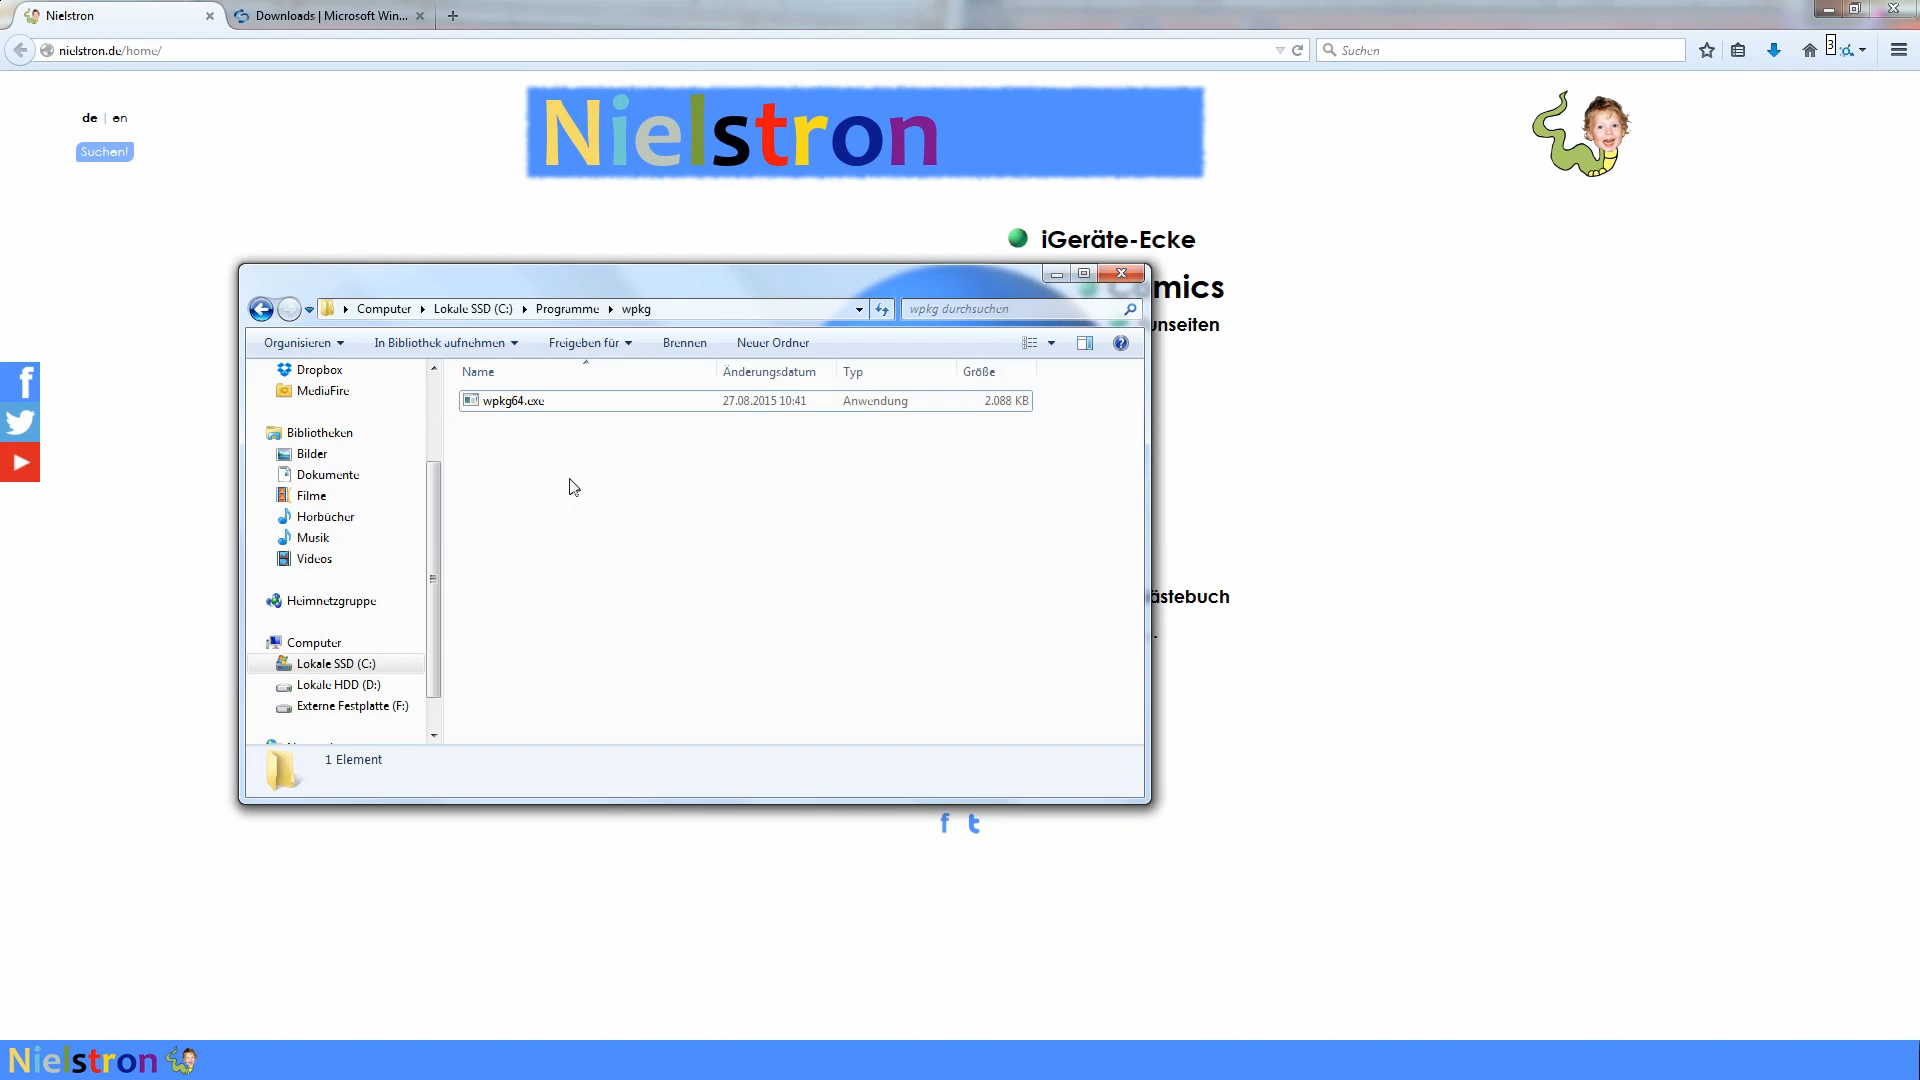 Nielstron
Downloads | Microsoft Win...
nielstron.de/home/
Suchen
3
de | en
Suchen!
Nielstron
iGeräte-Ecke
mics
unseiten
ästebuch
Computer
Lokale SSD (C:)
Programme
wpkg
wpkg durchsuchen
Organisieren
In Bibliothek aufnehmen
Freigeben für
Brennen
Neuer Ordner
Name
Änderungsdatum
Typ
Größe
wpkg64.exe
27.08.2015 10:41
Anwendung
2.088 KB
Dropbox
MediaFire
Bibliotheken
Bilder
Dokumente
Filme
Hörbücher
Musik
Videos
Heimnetzgruppe
Computer
Lokale SSD (C:)
Lokale HDD (D:)
Externe Festplatte (F:)
1 Element
Nielstron